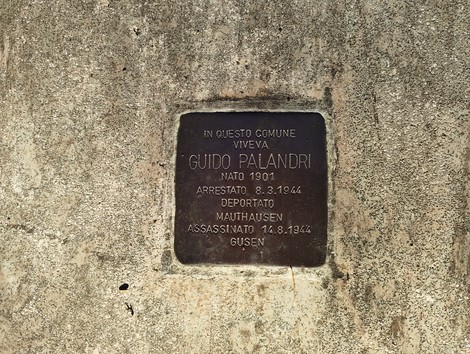 IN QUESTO COMUNE
VIVEVA
GUIDO PALANDRI
NATO 1901
ARRESTATO 8.3.1944
DEPORTATO
MAUTHAUSEN
ASSASSINATO 14.8.1944
GUSEN